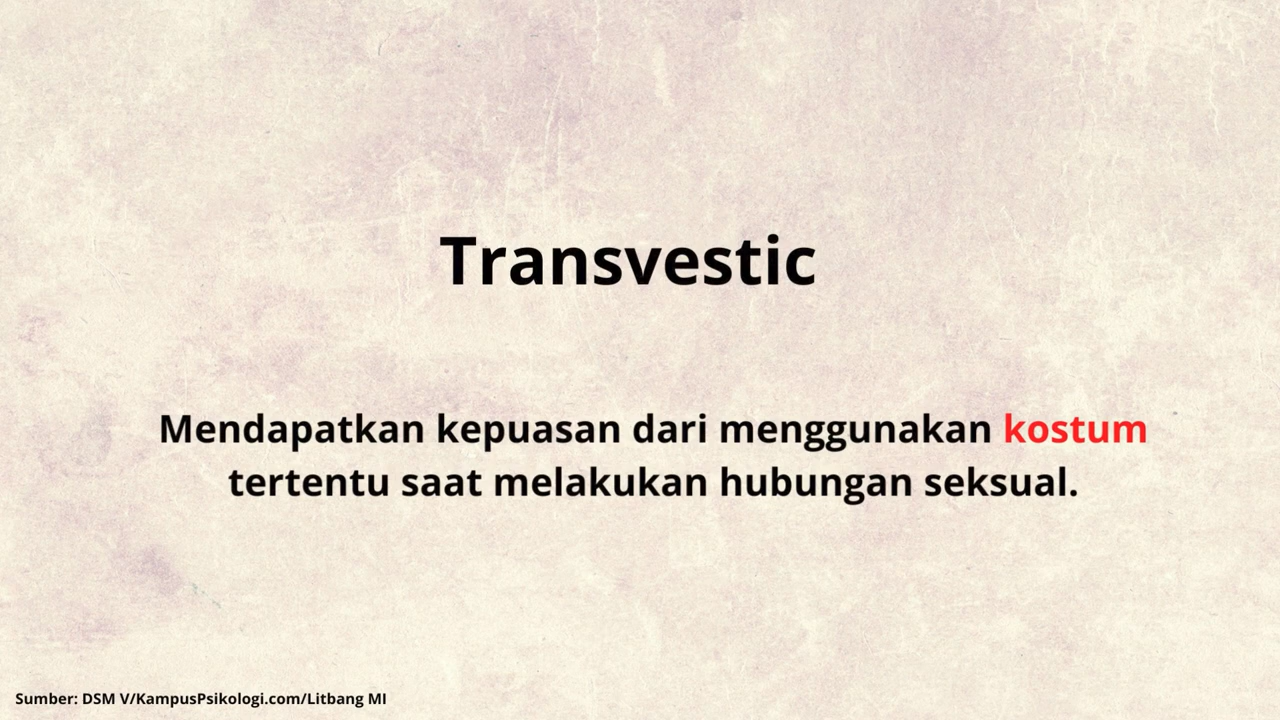 Transvestic
Mendapatkan kepuasan dari menggunakan kostum
tertentu saat melakukan hubungan seksual.
Sumber: DSM V/KampusPsikologi.com/Litbang MI